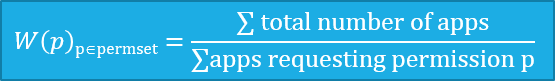 W(p)p∈permset = ∑ total number of apps / ∑apps requesting permission p